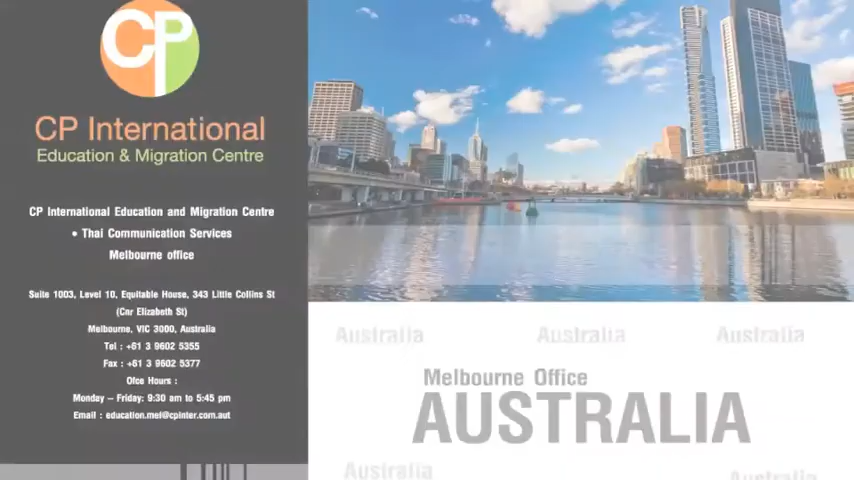 CP
CP International
Education & Migration Centre
CP International Education and Migration Centre
• Thai Communication Services
Melbourne office
Suite 1003, Level 10, Equitable House, 343 Little Collins St
(Cnr Elizabeth St)
Melbourne, VIC 3000, Australia
Tel : +61 3 9602 5355
Fax : +61 3 9602 5377
Ofce Hours :
Monday – Friday: 9:30 am to 5:45 pm
Email : education.mel@cpinter.com.aut
Australia Australia Australia
Melbourne Office
AUSTRALIA
Australia Australia